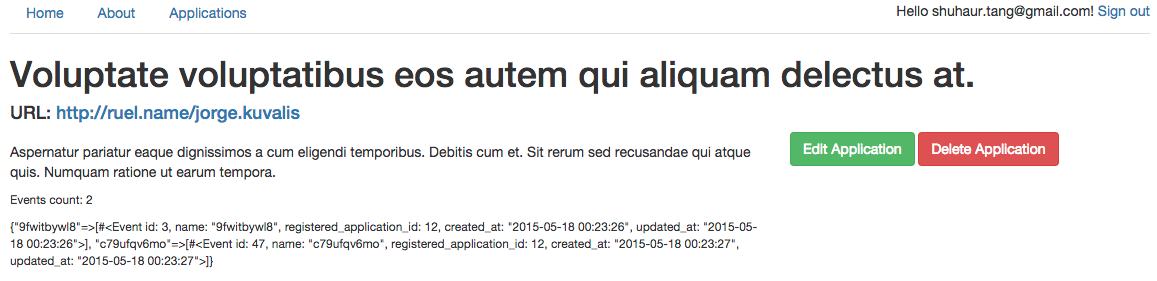 Home About Applications
Hello shuhaur.tang@gmail.com! Sign out
Voluptate voluptatibus eos autem qui aliquam delectus at.
URL: http://ruel.name/jorge.kuvalis
Aspernatur pariatur eaque dignissimos a cum eligendi temporibus. Debitis cum et. Sit rerum sed recusandae qui atque
quis. Numquam ratione ut earum tempora.
Edit Application Delete Application
Events count: 2
{"9fwitbywl8"=>[#<Event id: 3, name: "9fwitbywl8", registered_application_id: 12, created_at: "2015-05-18 00:23:26", updated_at: "2015-05-
18 00:23:26">], "c79ufqv6mo"=>[#<Event id: 47, name: "c79ufqv6mo", registered_application_id: 12, created_at: "2015-05-18 00:23:27",
updated_at: "2015-05-18 00:23:27">]}